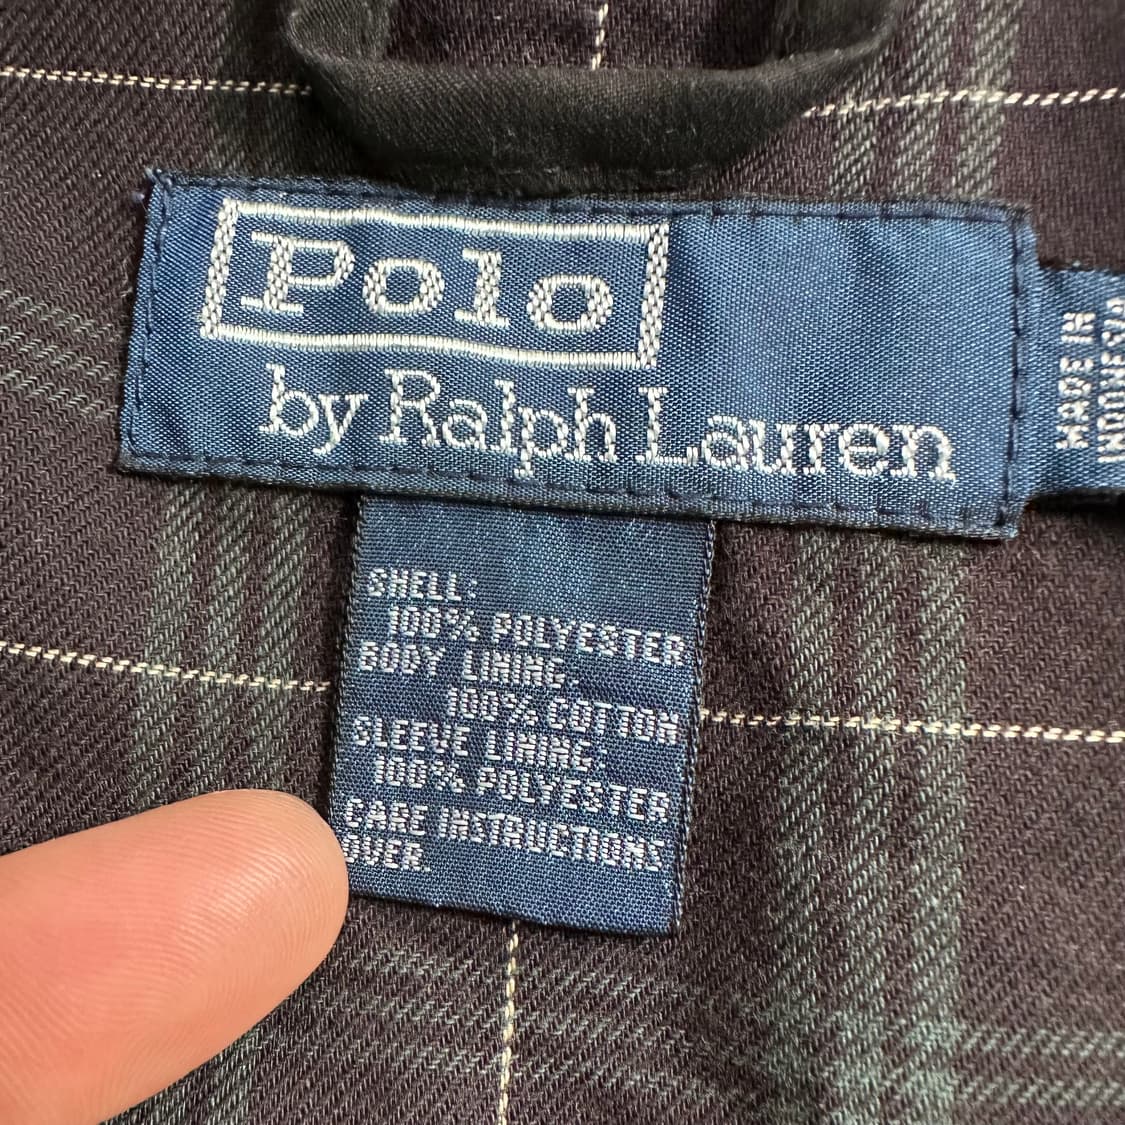 Polo
by Ralph Lauren
MADE IN
INDONESIA
SHELL:
100% POLYESTER
BODY LINING:
100% COTTON
SLEEVE LINING:
100% POLYESTER
CARE INSTRUCTIONS
OVER.